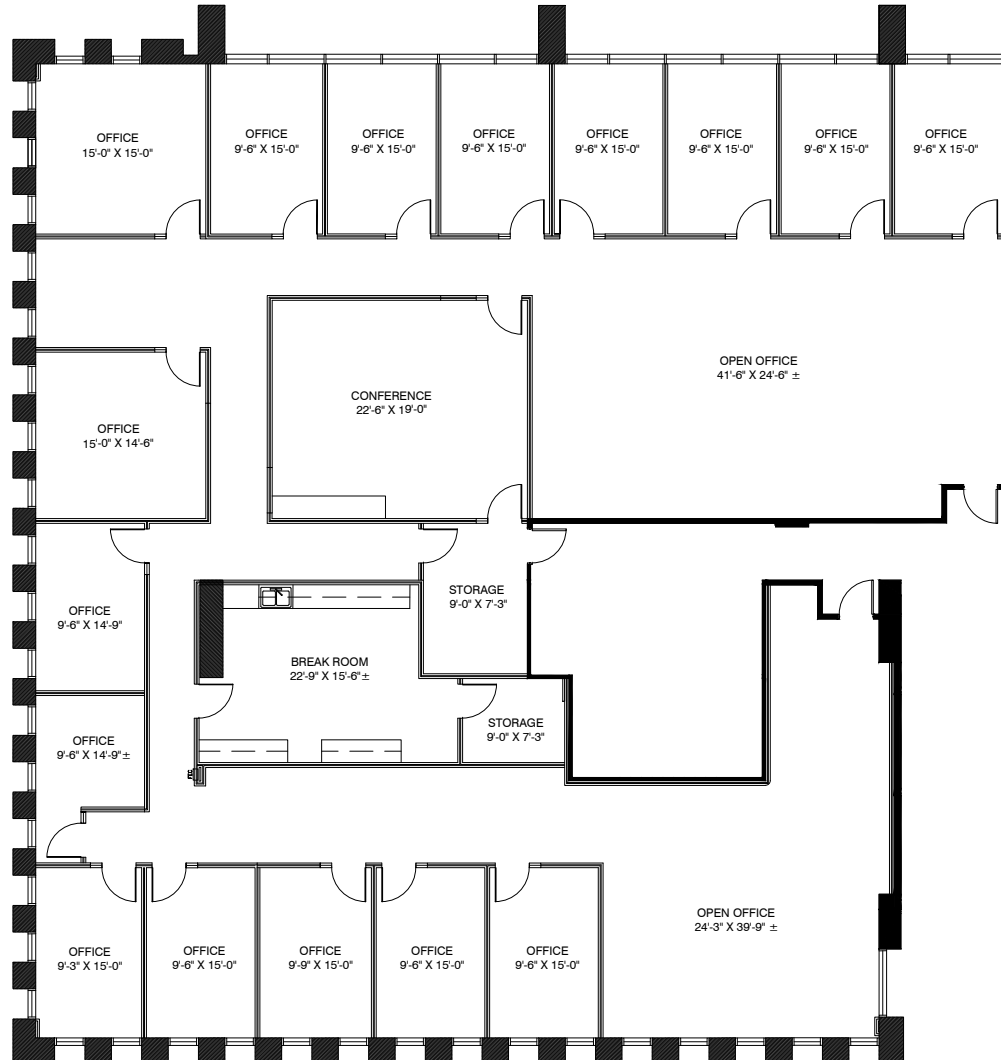 OFFICE
15'-0" X 15'-0"
OFFICE
9'-6" X 15'-0"
OFFICE
9'-6" X 15'-0"
OFFICE
9'-6" X 15'-0"
OFFICE
9'-6" X 15'-0"
OFFICE
9'-6" X 15'-0"
OFFICE
9'-6" X 15'-0"
OFFICE
9'-6" X 15'-0"
OPEN OFFICE
41'-6" X 24'-6" ±
CONFERENCE
22'-6" X 19'-0"
OFFICE
15'-0" X 14'-6"
STORAGE
9'-0" X 7'-3"
OFFICE
9'-6" X 14'-9"
BREAK ROOM
22'-9" X 15'-6"±
STORAGE
9'-0" X 7'-3"
OFFICE
9'-6" X 14'-9"±
OPEN OFFICE
24'-3" X 39'-9" ±
OFFICE
9'-3" X 15'-0"
OFFICE
9'-6" X 15'-0"
OFFICE
9'-9" X 15'-0"
OFFICE
9'-6" X 15'-0"
OFFICE
9'-6" X 15'-0"